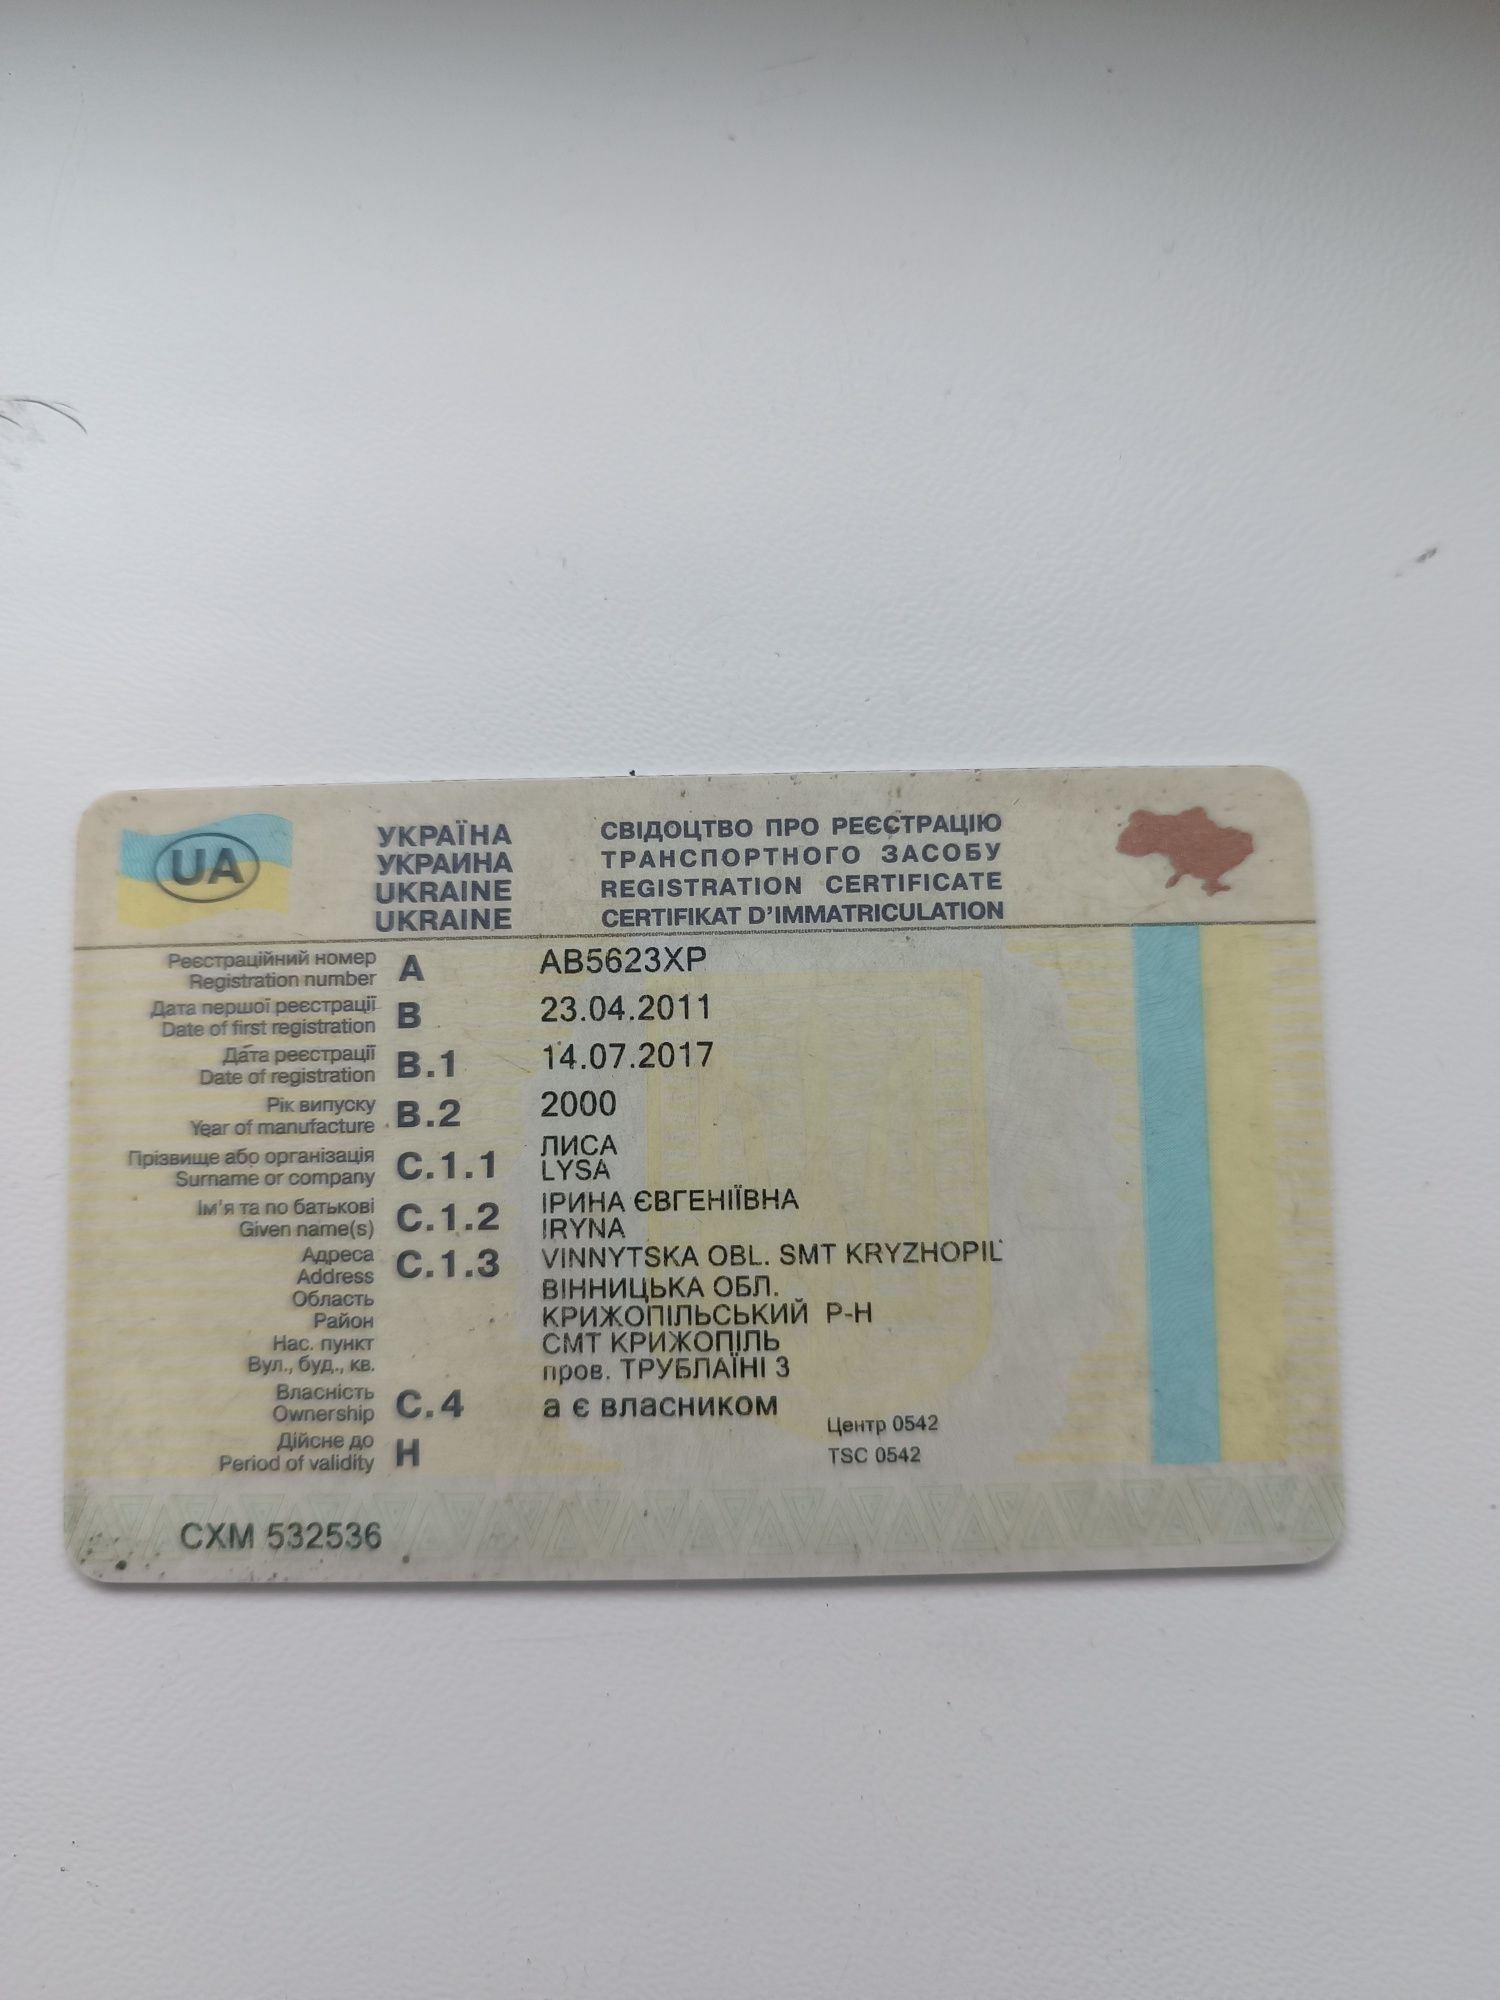 UA
УКРАЇНА
УКРАИНА
UKRAINE
UKRAINE
СВІДОЦТВО ПРО РЕЄСТРАЦІЮ
ТРАНСПОРТНОГО ЗАСОБУ
REGISTRATION CERTIFICATE
CERTIFIKAT D'IMMATRICULATION
Реєстраційний номер
Registration number A AB5623XP
Дата першої реєстрації
Date of first registration B 23.04.2011
Дата реєстрації
Date of registration B.1 14.07.2017
Рік випуску
Year of manufacture B.2 2000
Прізвище або організація
Surname or company C.1.1 ЛИСА
LYSA
Ім'я та по батькові
Given name(s) C.1.2 ІРИНА ЄВГЕНІЇВНА
IRYNA
Адреса
Address C.1.3 VINNYTSKA OBL. SMT KRYZHOPIL'
Область ВІННИЦЬКА ОБЛ.
Район КРИЖОПІЛЬСЬКИЙ Р-Н
Нас. пункт СМТ КРИЖОПІЛЬ
Вул., буд., кв. пров. ТРУБЛАЇНІ 3
Власність
Ownership C.4 а є власником
Дійсне до
Period of validity H
Центр 0542
TSC 0542
СХМ 532536